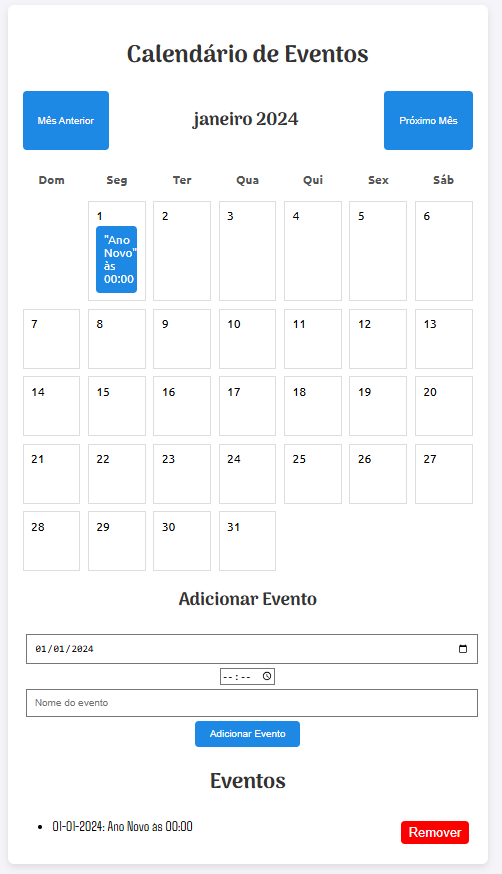 Calendário de Eventos
Mês Anterior
janeiro 2024
Próximo Mês
Dom Seg Ter Qua Qui Sex Sáb
1 2 3 4 5 6
"Ano
Novo"
às
00:00
7 8 9 10 11 12 13
14 15 16 17 18 19 20
21 22 23 24 25 26 27
28 29 30 31
Adicionar Evento
01/01/2024
--:--
Nome do evento
Adicionar Evento
Eventos
01-01-2024: Ano Novo às 00:00
Remover